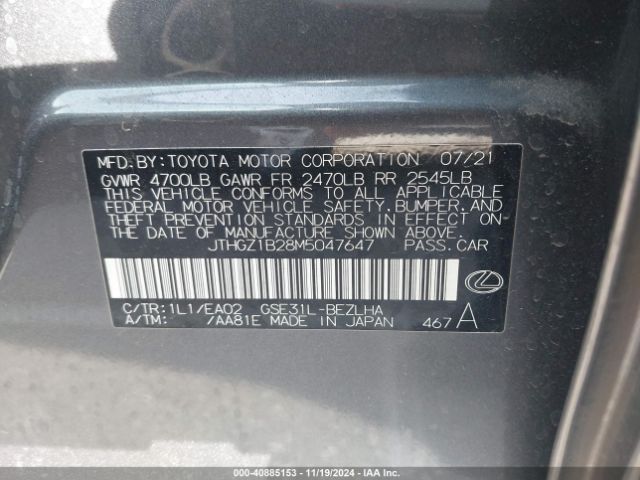 MFD.BY:TOYOTA MOTOR CORPORATION 07/21
GVWR 4700LB GAWR FR 2470LB RR 2545LB
THIS VEHICLE CONFORMS TO ALL APPLICABLE
FEDERAL MOTOR VEHICLE SAFETY,BUMPER,AND
THEFT PREVENTION STANDARDS IN EFFECT ON
THE DATE OF MANUFACTURE SHOWN ABOVE.
JTHGZ1B28M5047647 PASS.CAR
C/TR:1L1/EA02 GSE31L-BEZLHA
A/TM: /AA81E MADE IN JAPAN 467 A
000-40885153 - 11/19/2024 - IAA Inc.